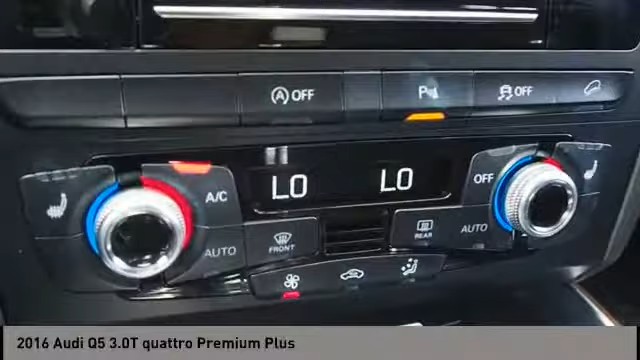 OFF
P
OFF
A/C
LO
LO
OFF
AUTO
FRONT
REAR
AUTO
2016 Audi Q5 3.0T quattro Premium Plus